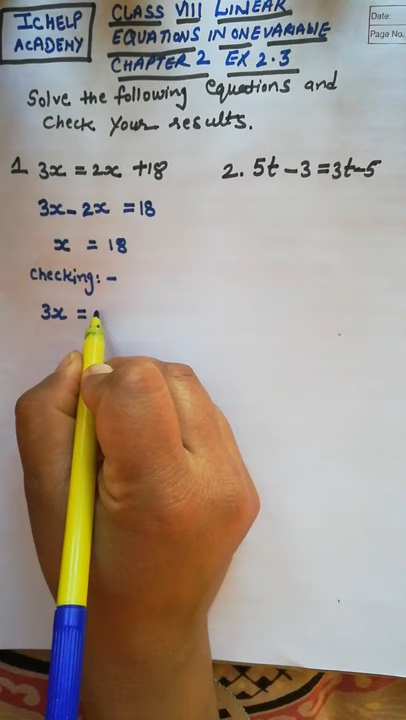 ICHELP
ACADEMY
CLASS VIII LINEAR
EQUATIONS IN ONE VARIABLE
CHAPTER 2 EX 2.3
Date:
Page No.
Solve the following equations and
check your results.
1. 3x = 2x + 18
3x - 2x = 18
x = 18
checking: -
3x =
2. 5t - 3 = 3t - 5